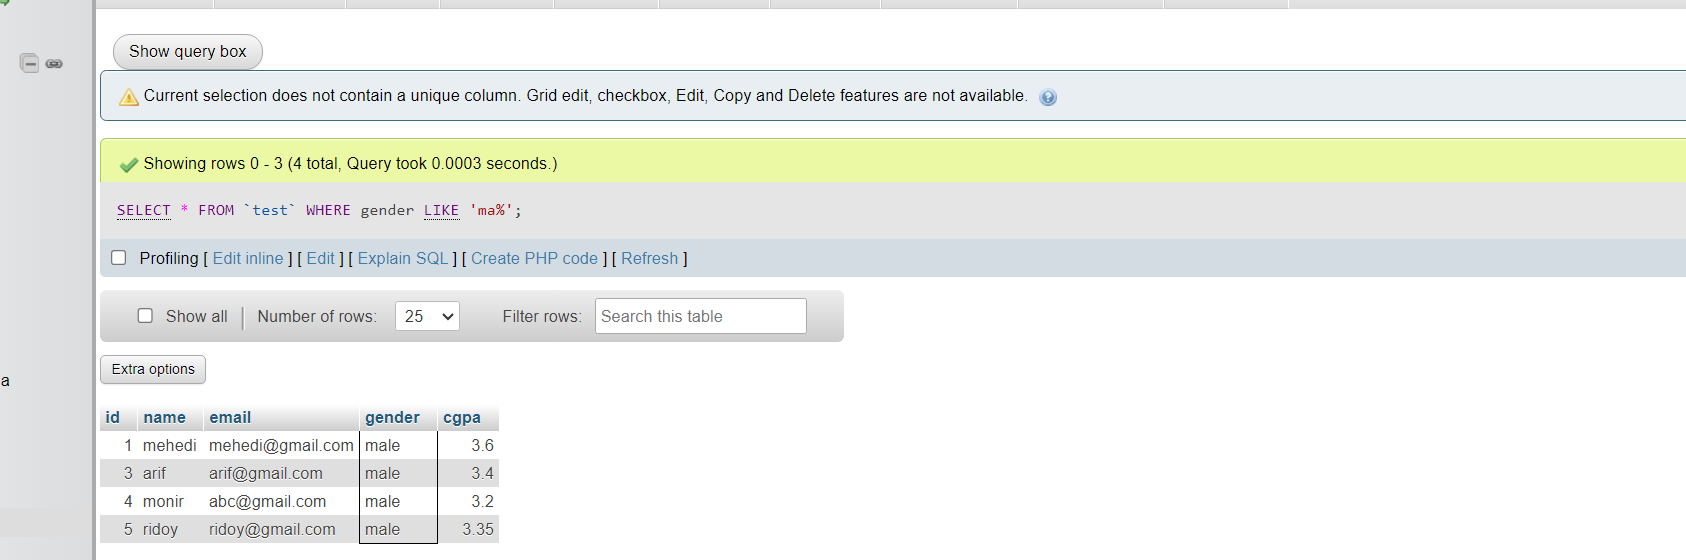 Show query box
Current selection does not contain a unique column. Grid edit, checkbox, Edit, Copy and Delete features are not available.
Showing rows 0 - 3 (4 total, Query took 0.0003 seconds.)
SELECT * FROM `test` WHERE gender LIKE 'ma%';
Profiling [ Edit inline ] [ Edit ] [ Explain SQL ] [ Create PHP code ] [ Refresh ]
Show all Number of rows: 25 Filter rows: Search this table
Extra options
a
id name email gender cgpa
1 mehedi mehedi@gmail.com male 3.6
3 arif arif@gmail.com male 3.4
4 monir abc@gmail.com male 3.2
5 ridoy ridoy@gmail.com male 3.35